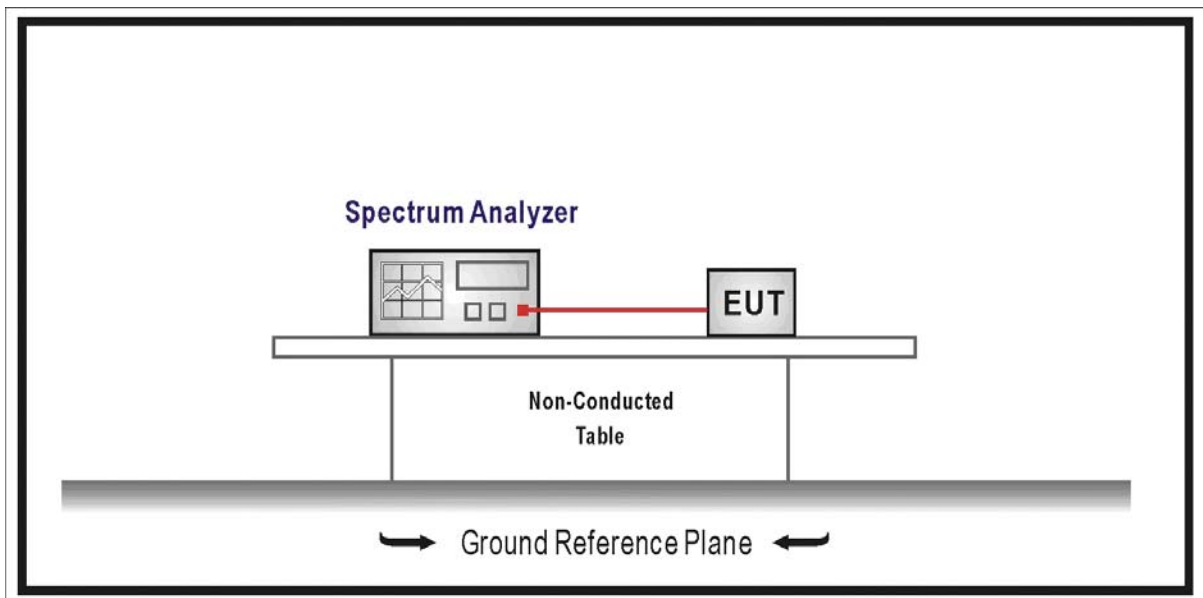 Spectrum Analyzer
EUT
Non-Conducted
Table
Ground Reference Plane